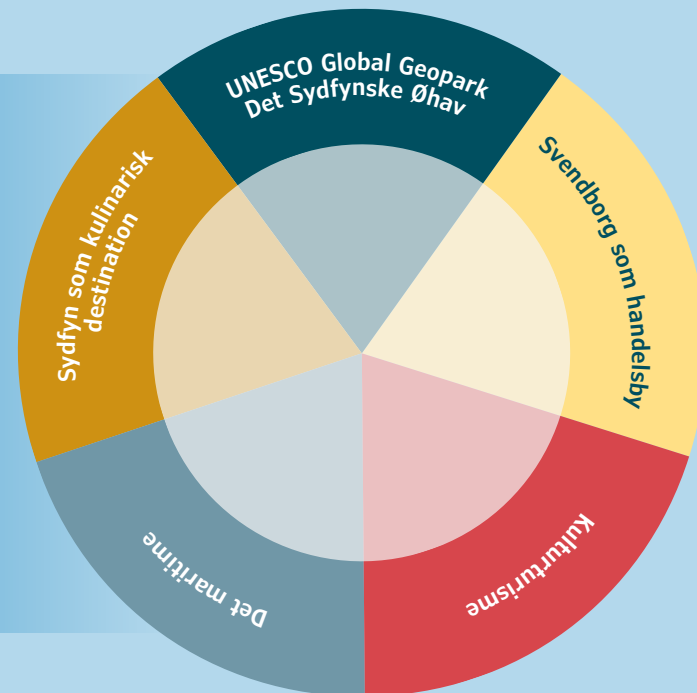 UNESCO Global Geopark
Det Sydfynske Øhav
Svendborg som handelsby
Kulturturisme
Det maritime
Sydfyn som kulinarisk
destination